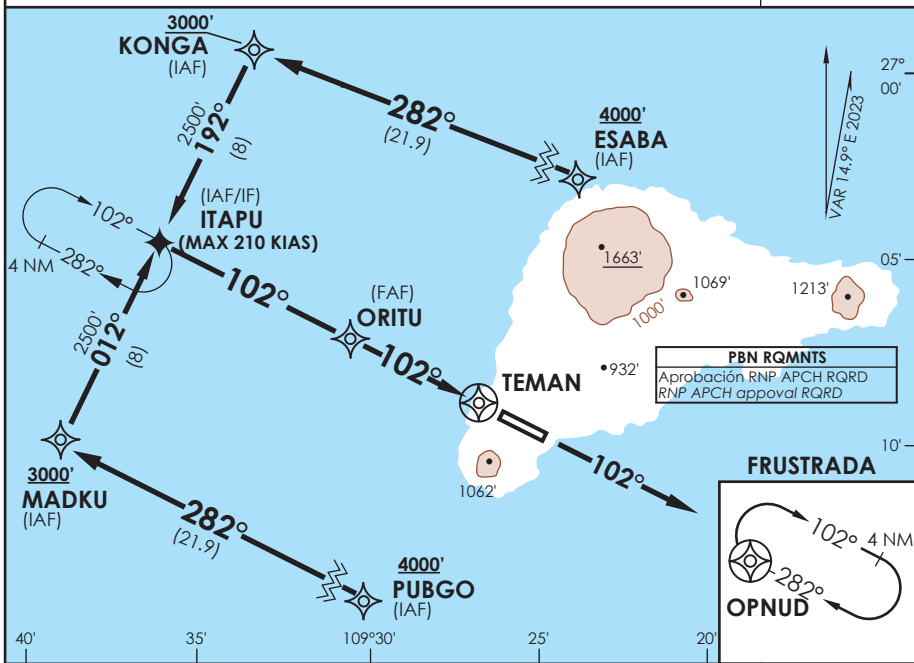 3000'
KONGA
(IAF)
27°
00'
282°
(21.9)
4000'
ESABA
(IAF)
VAR 14.9° E 2023
2500'
192°
(8)
(IAF/IF)
ITAPU
(MAX 210 KIAS)
102°
282°
4 NM
102°
05'
1663'
1069'
1000'
1213'
(FAF)
ORITU
2500'
012°
(8)
102°
TEMAN
932'
PBN RQMNTS
Aprobación RNP APCH RQRD
RNP APCH appoval RQRD
10'
3000'
MADKU
(IAF)
1062'
102°
FRUSTRADA
282°
(21.9)
4000'
PUBGO
(IAF)
102°
4 NM
282°
OPNUD
40'
35'
109°30'
25'
20'